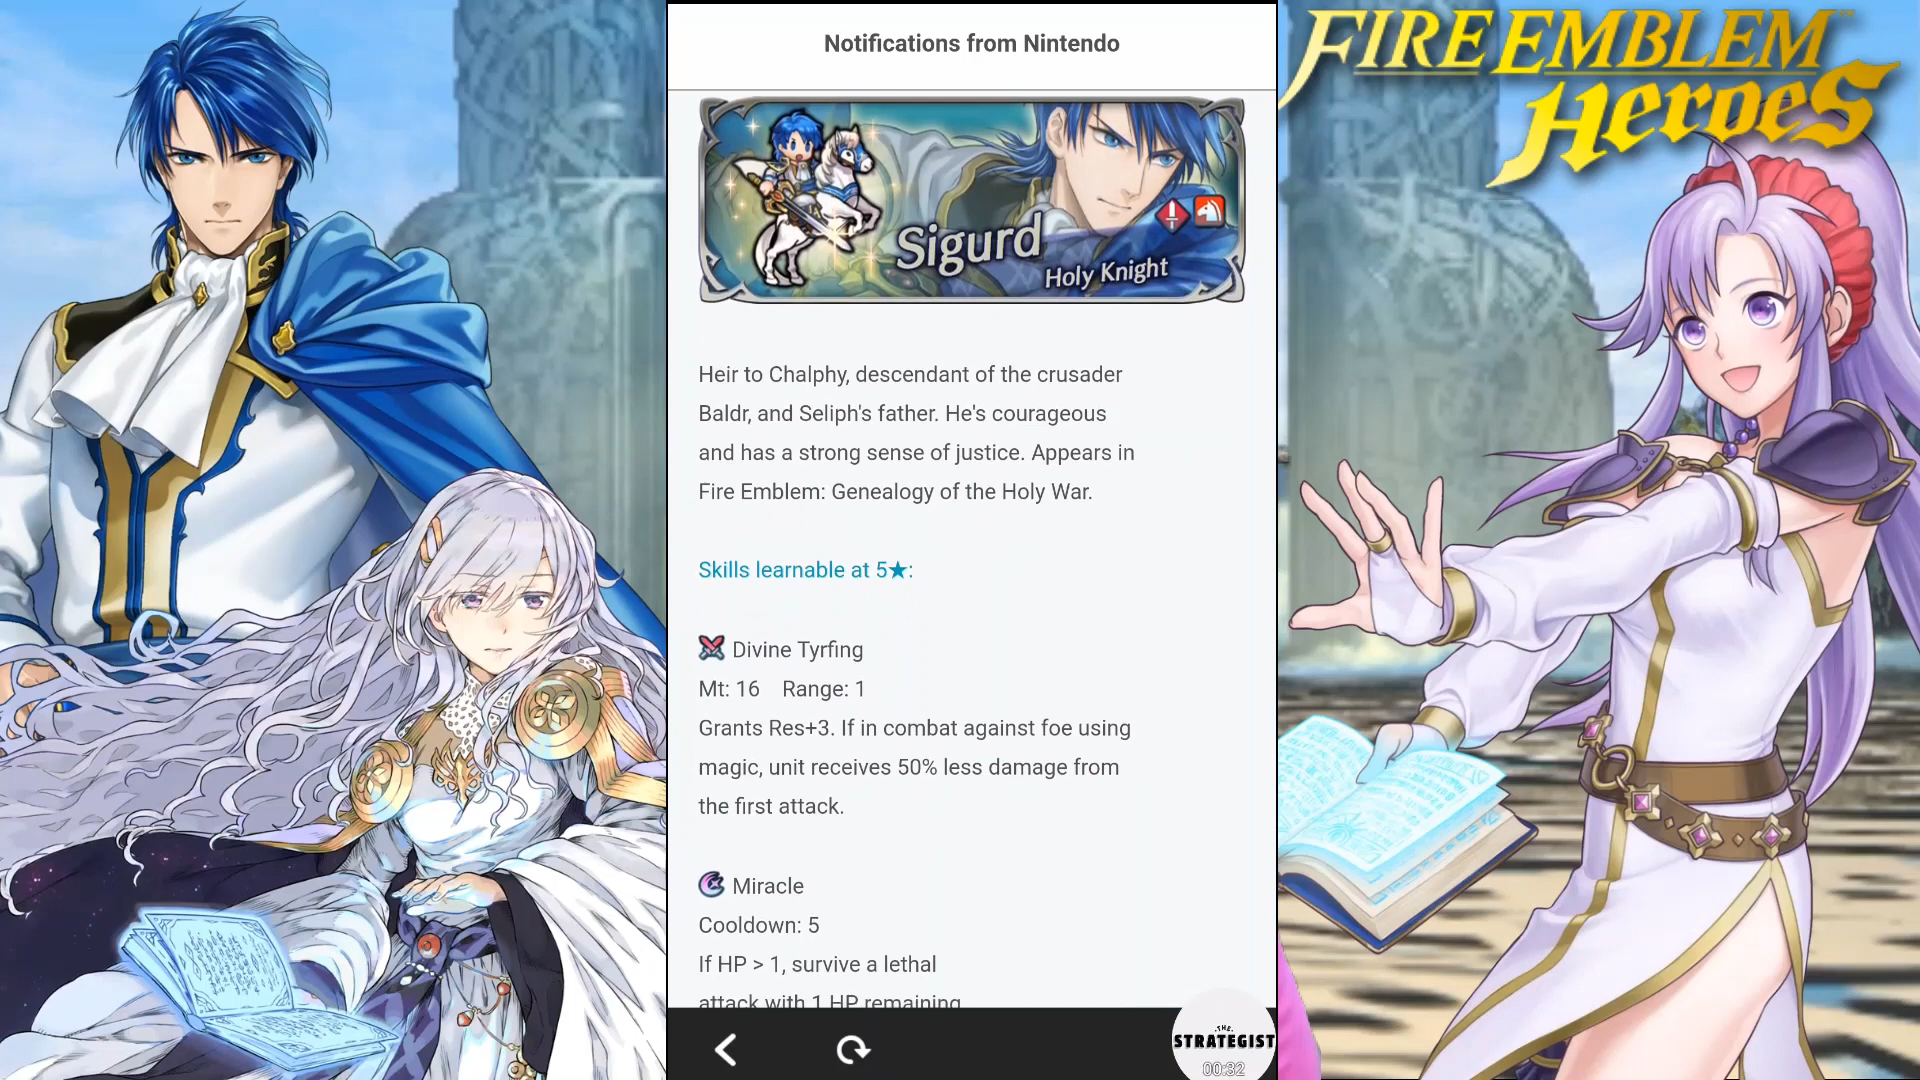 Notifications from Nintendo
FIRE EMBLEM™
Heroes
Sigurd
Holy Knight
Heir to Chalphy, descendant of the crusader
Baldr, and Seliph's father. He's courageous
and has a strong sense of justice. Appears in
Fire Emblem: Genealogy of the Holy War.
Skills learnable at 5★:
Divine Tyrfing
Mt: 16 Range: 1
Grants Res+3. If in combat against foe using
magic, unit receives 50% less damage from
the first attack.
Miracle
Cooldown: 5
If HP > 1, survive a lethal
attack with 1 HP remaining
·THE·
STRATEGIST
00:32